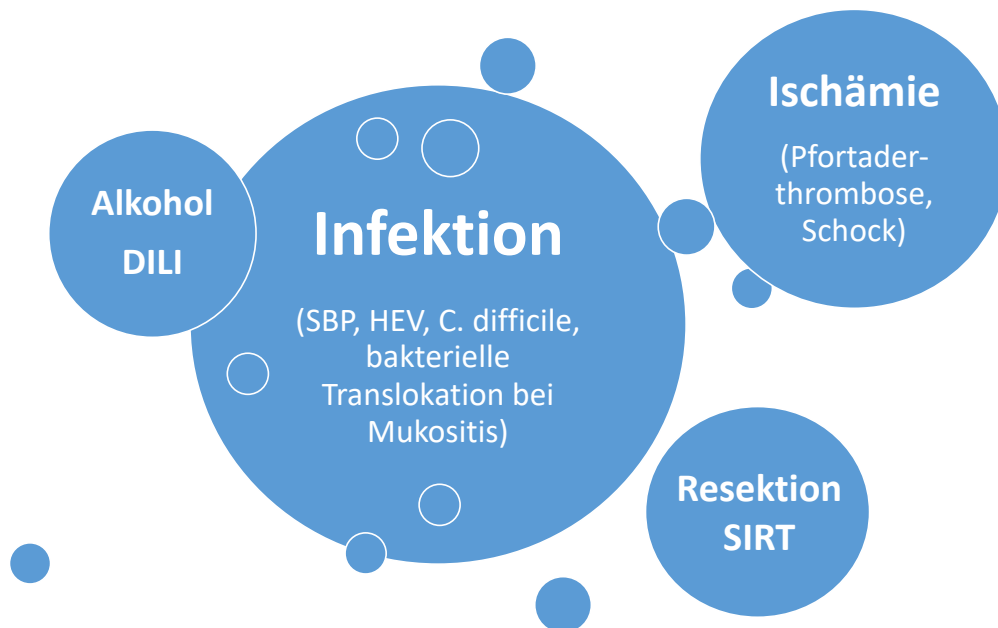 Alkohol
DILI
Infektion
(SBP, HEV, C. difficile,
bakterielle
Translokation bei
Mukositis)
Ischämie
(Pfortader-
thrombose,
Schock)
Resektion
SIRT